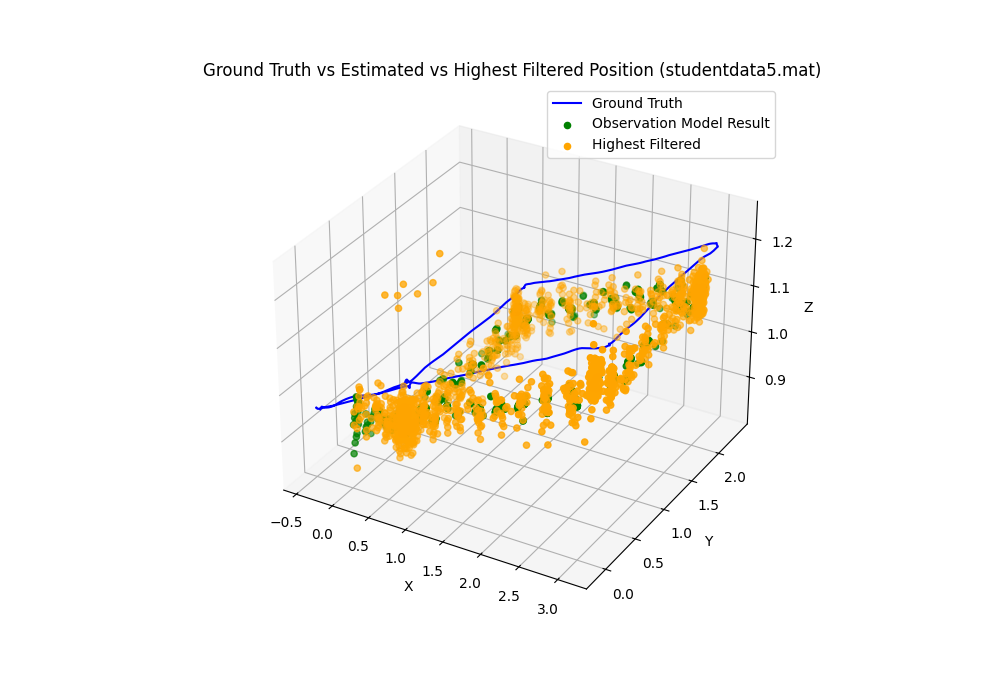 Ground Truth vs Estimated vs Highest Filtered Position (studentdata5.mat)
Ground Truth
Observation Model Result
Highest Filtered
1.2
1.1
1.0
0.9
Z
−0.5
0.0
0.5
1.0
1.5
2.0
2.5
3.0
X
0.0
0.5
1.0
1.5
2.0
Y